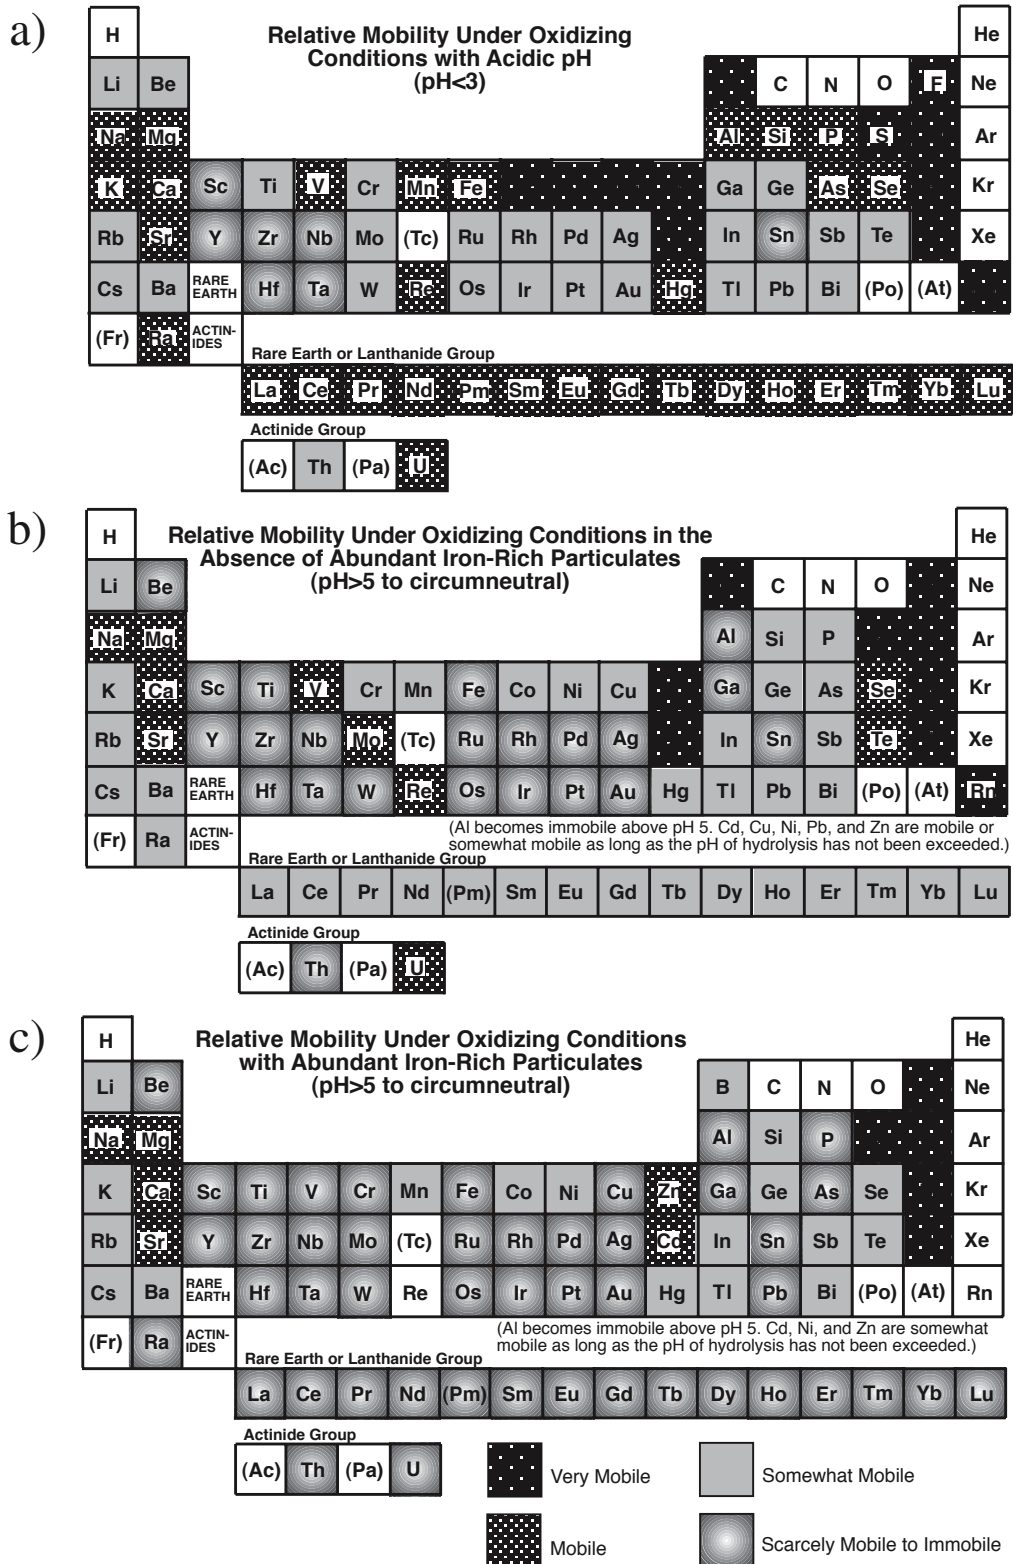 a)
H
Relative Mobility Under Oxidizing
Conditions with Acidic pH
(pH<3)
He
Li Be C N O F Ne
Na Mg Al Si P S Ar
K Ca Sc Ti V Cr Mn Fe Ga Ge As Se Kr
Rb Sr Y Zr Nb Mo (Tc) Ru Rh Pd Ag In Sn Sb Te Xe
Cs Ba RARE EARTH Hf Ta W Re Os Ir Pt Au Hg Tl Pb Bi (Po) (At)
(Fr) Ra ACTIN-IDES
Rare Earth or Lanthanide Group
La Ce Pr Nd Pm Sm Eu Gd Tb Dy Ho Er Tm Yb Lu
Actinide Group
(Ac) Th (Pa) U
b)
H
Relative Mobility Under Oxidizing Conditions in the
Absence of Abundant Iron-Rich Particulates
(pH>5 to circumneutral)
He
Li Be C N O Ne
Na Mg Al Si P Ar
K Ca Sc Ti V Cr Mn Fe Co Ni Cu Ga Ge As Se Kr
Rb Sr Y Zr Nb Mo (Tc) Ru Rh Pd Ag In Sn Sb Te Xe
Cs Ba RARE EARTH Hf Ta W Re Os Ir Pt Au Hg Tl Pb Bi (Po) (At) Rn
(Fr) Ra ACTIN-IDES
(Al becomes immobile above pH 5. Cd, Cu, Ni, Pb, and Zn are mobile or
somewhat mobile as long as the pH of hydrolysis has not been exceeded.)
Rare Earth or Lanthanide Group
La Ce Pr Nd (Pm) Sm Eu Gd Tb Dy Ho Er Tm Yb Lu
Actinide Group
(Ac) Th (Pa) U
c)
H
Relative Mobility Under Oxidizing Conditions
with Abundant Iron-Rich Particulates
(pH>5 to circumneutral)
He
Li Be B C N O Ne
Na Mg Al Si P Ar
K Ca Sc Ti V Cr Mn Fe Co Ni Cu Zn Ga Ge As Se Kr
Rb Sr Y Zr Nb Mo (Tc) Ru Rh Pd Ag Cd In Sn Sb Te Xe
Cs Ba RARE EARTH Hf Ta W Re Os Ir Pt Au Hg Tl Pb Bi (Po) (At) Rn
(Fr) Ra ACTIN-IDES
(Al becomes immobile above pH 5. Cd, Ni, and Zn are somewhat
mobile as long as the pH of hydrolysis has not been exceeded.)
Rare Earth or Lanthanide Group
La Ce Pr Nd (Pm) Sm Eu Gd Tb Dy Ho Er Tm Yb Lu
Actinide Group
(Ac) Th (Pa) U
Very Mobile
Somewhat Mobile
Mobile
Scarcely Mobile to Immobile